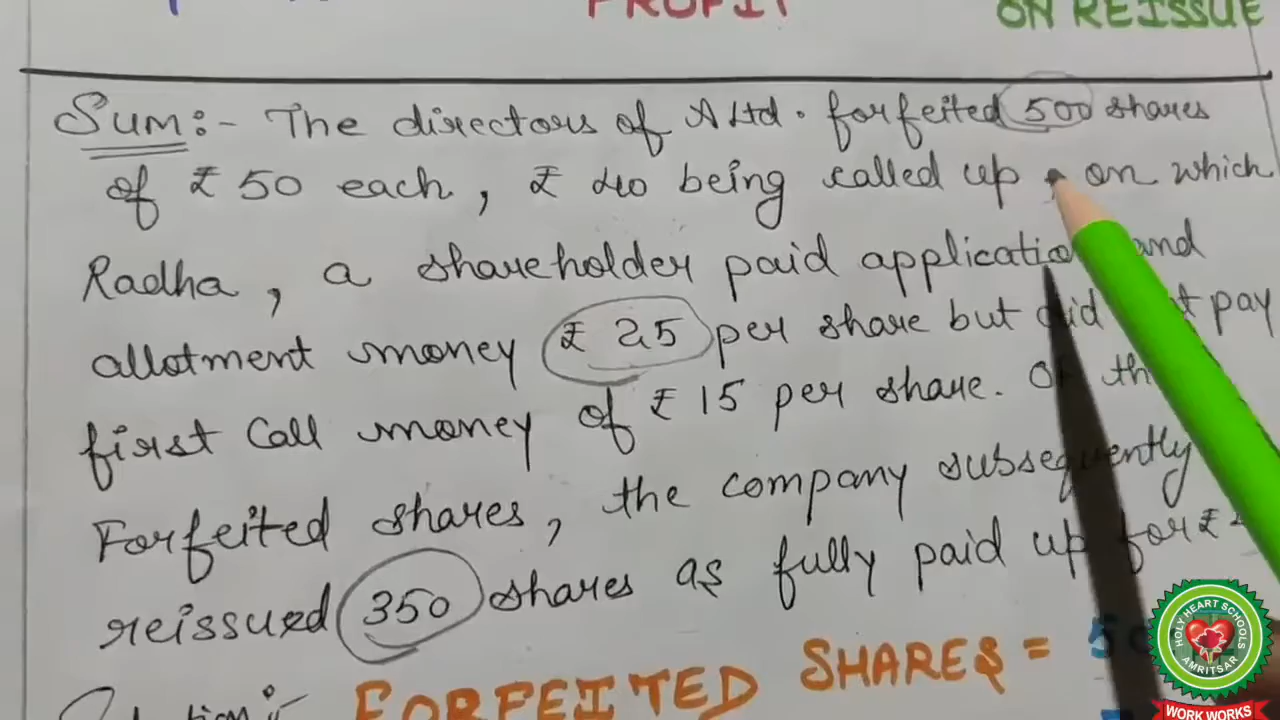 PROFIT ON REISSUE
Sum:- The directors of A Ltd. forfeited 500 shares
of ₹ 50 each, ₹ 40 being called up on which
Radha, a shareholder paid application and
allotment money ₹ 25 per share but pay
first call money of ₹ 15 per share.
Forfeited shares, the company subsequently
reissued 350 shares as fully paid up for ₹
FORFEITED SHARES =
HOLY HEART SCHOOLS
AMRITSAR
WORK WORKS